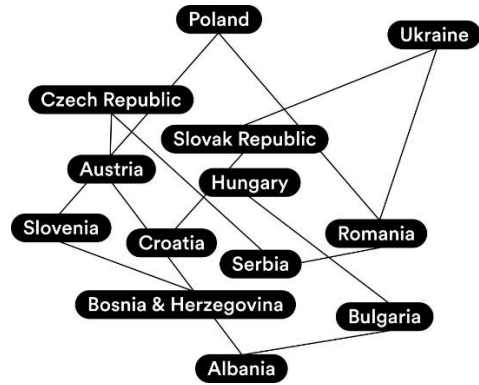 Poland
Ukraine
Czech Republic
Slovak Republic
Austria
Hungary
Slovenia
Croatia
Romania
Serbia
Bosnia & Herzegovina
Bulgaria
Albania